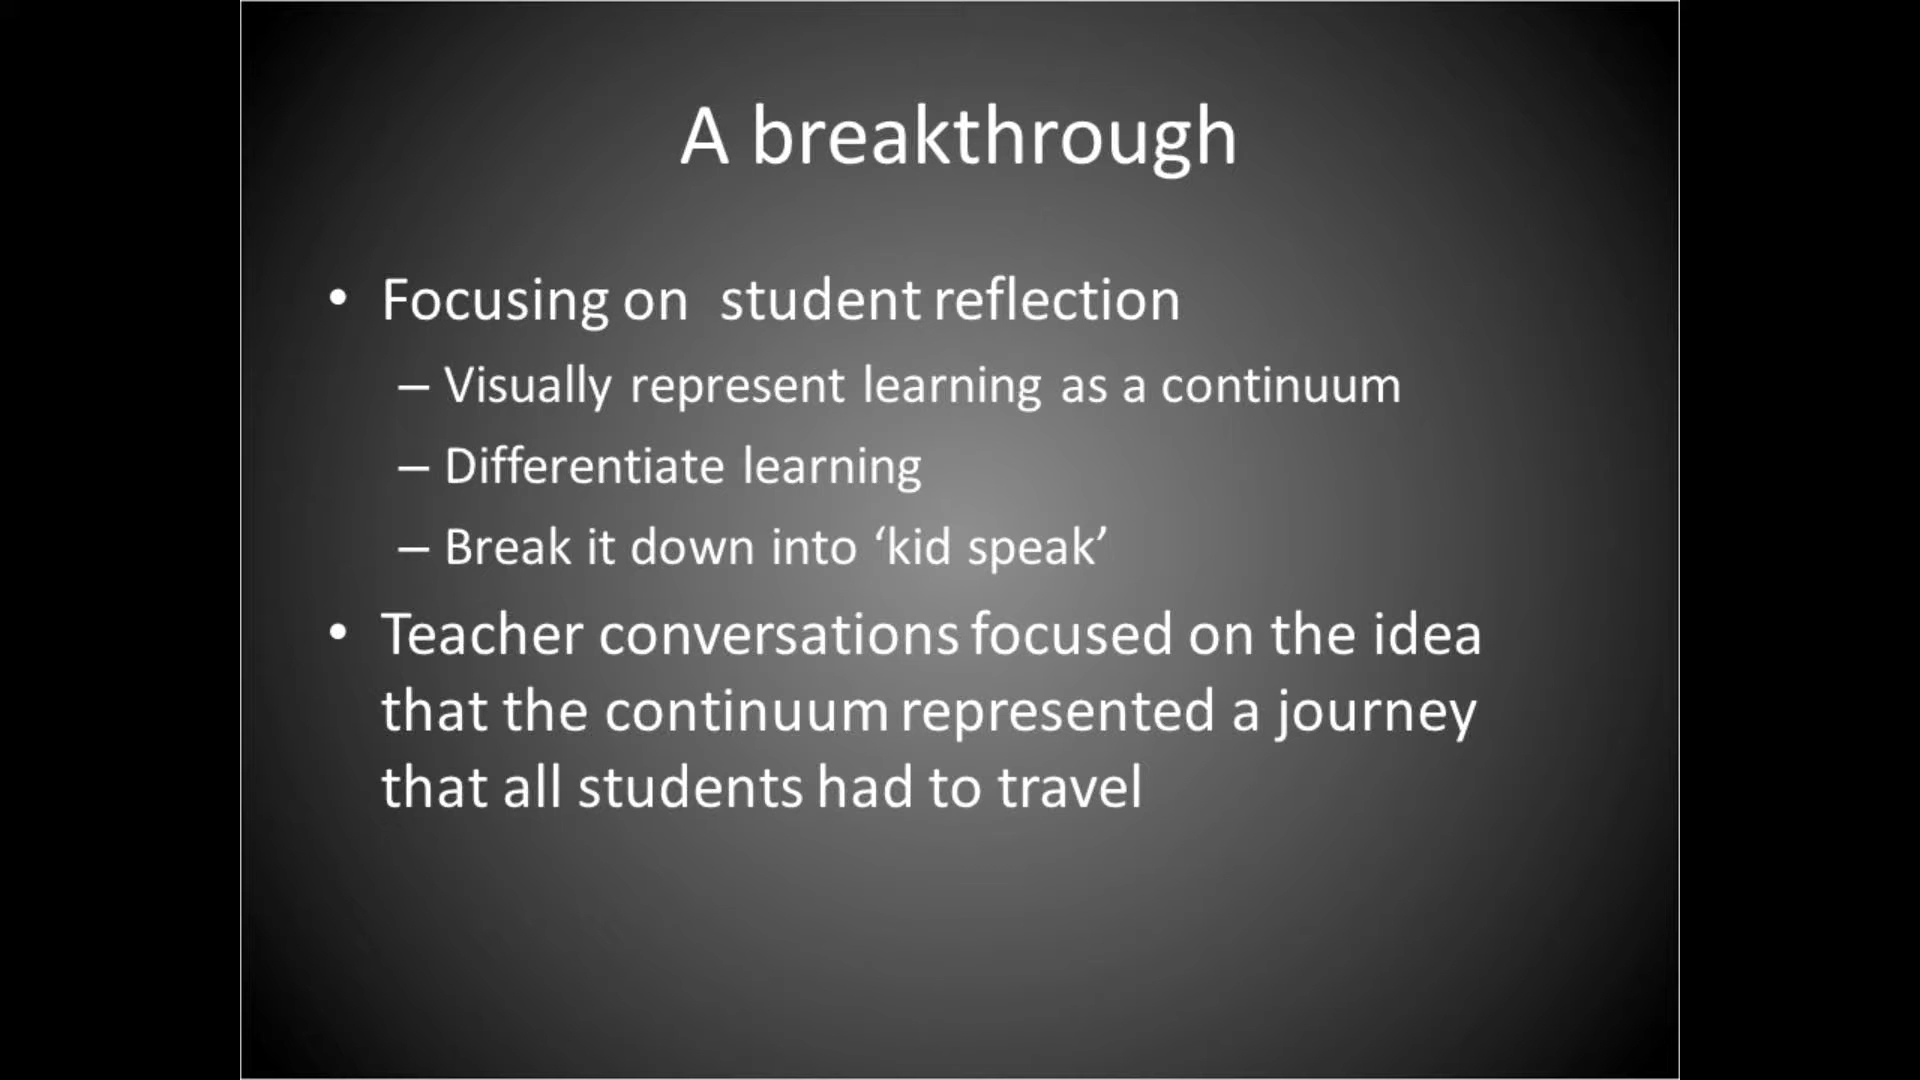 A breakthrough
• Focusing on  student reflection
– Visually represent learning as a continuum
– Differentiate learning
– Break it down into ‘kid speak’
• Teacher conversations focused on the idea
that the continuum represented a journey
that all students had to travel